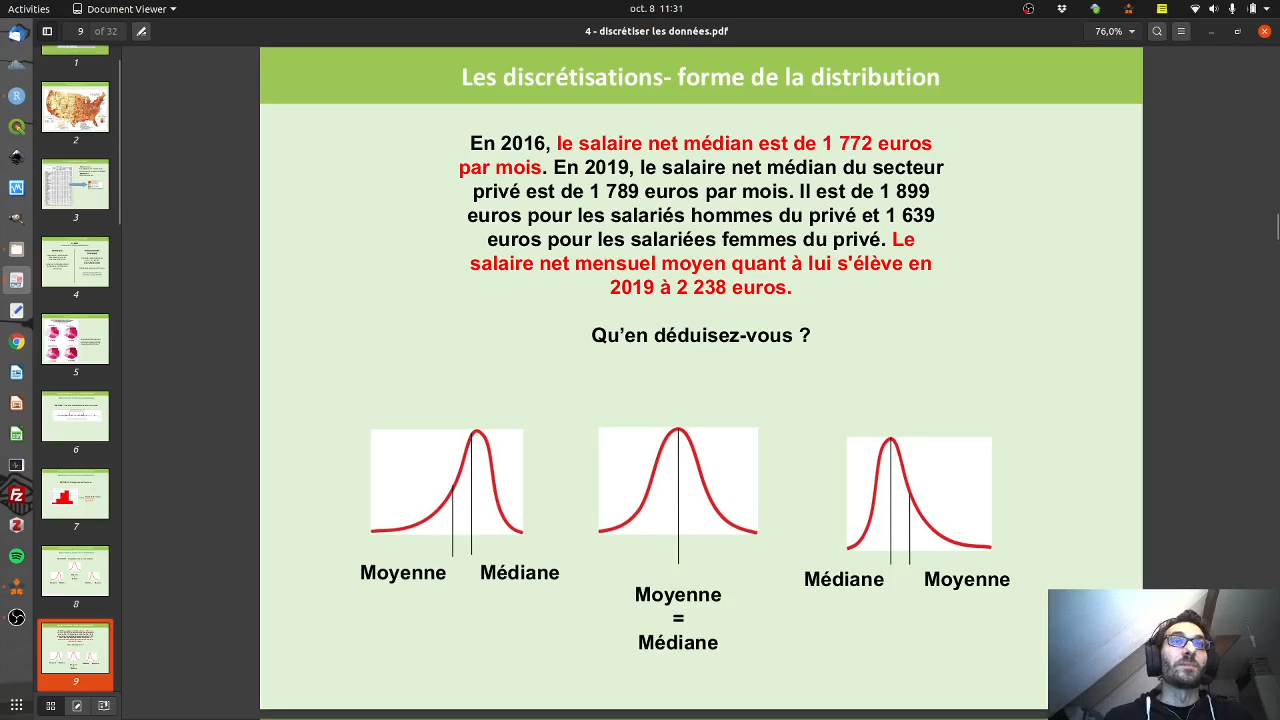 Activities
Document Viewer
oct. 8 11:31
9 of 32
4 - discrétiser les données.pdf
76,0%
1
2
3
4
5
6
7
8
9
Les discrétisations- forme de la distribution
En 2016, le salaire net médian est de 1 772 euros
par mois. En 2019, le salaire net médian du secteur
privé est de 1 789 euros par mois. Il est de 1 899
euros pour les salariés hommes du privé et 1 639
euros pour les salariées femmes du privé. Le
salaire net mensuel moyen quant à lui s'élève en
2019 à 2 238 euros.
Qu’en déduisez-vous ?
Moyenne Médiane
Moyenne
=
Médiane
Médiane Moyenne